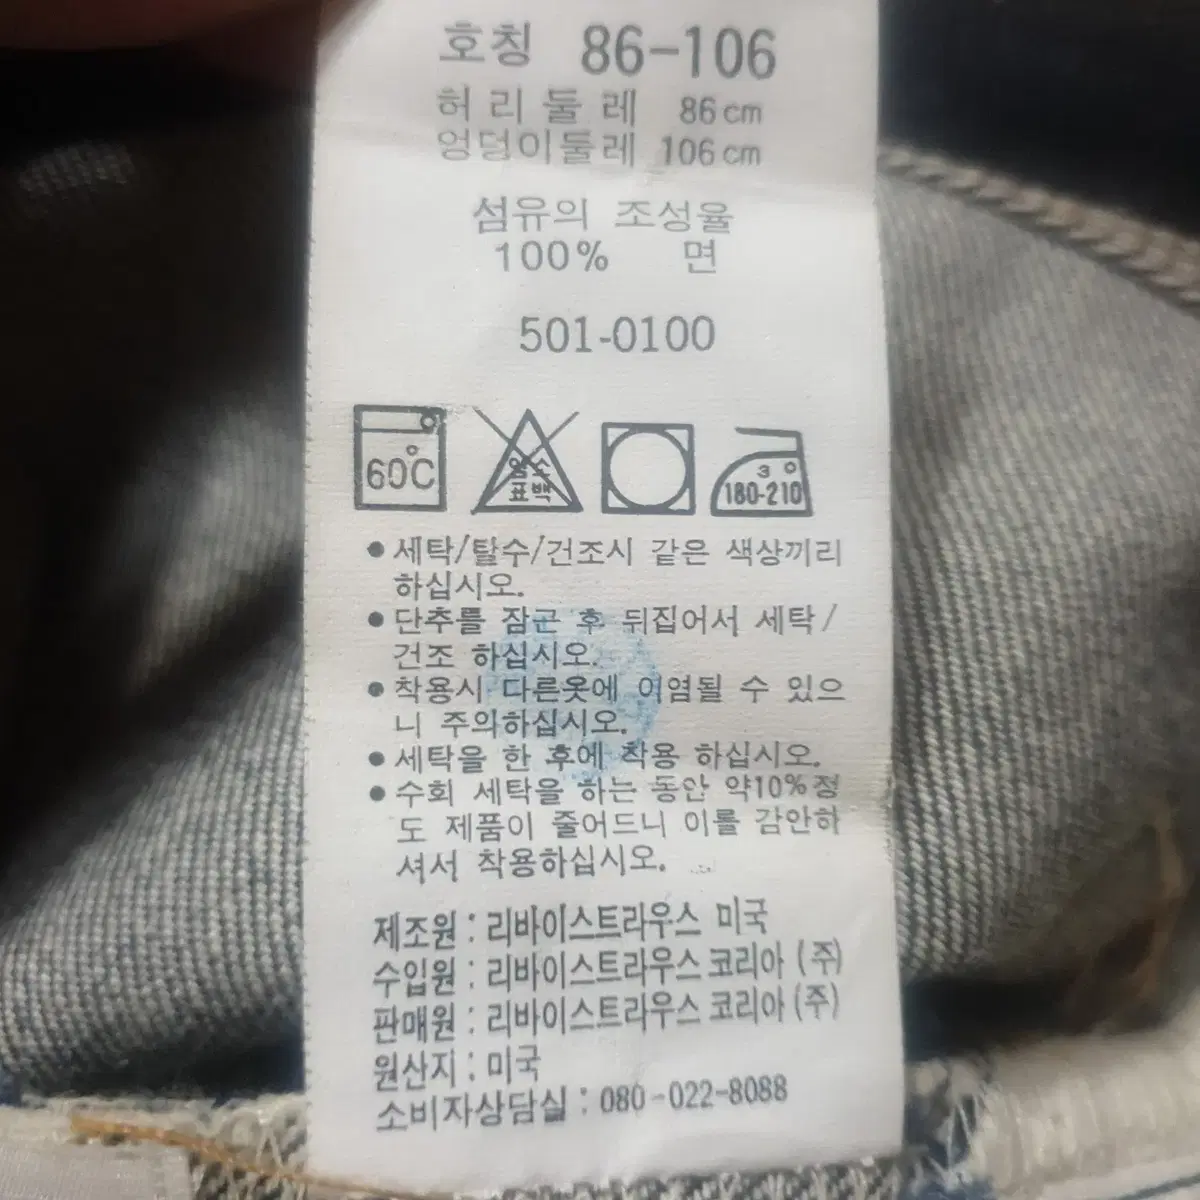 호칭 86-106
허리둘레 86cm
엉덩이둘레 106cm
섬유의 조성율
100% 면
501-0100
60°C
염소
표백
3
180-210
● 세탁/탈수/건조시 같은 색상끼리
하십시오.
● 단추를 잠근 후 뒤집어서 세탁/
건조 하십시오.
● 착용시 다른옷에 이염될 수 있으
니 주의하십시오.
● 세탁을 한 후에 착용 하십시오.
● 수회 세탁을 하는 동안 약10%정
도 제품이 줄어드니 이를 감안하
셔서 착용하십시오.
제조원 : 리바이스트라우스 미국
수입원 : 리바이스트라우스 코리아 (주)
판매원 : 리바이스트라우스 코리아 (주)
원산지 : 미국
소비자상담실 : 080-022-8088